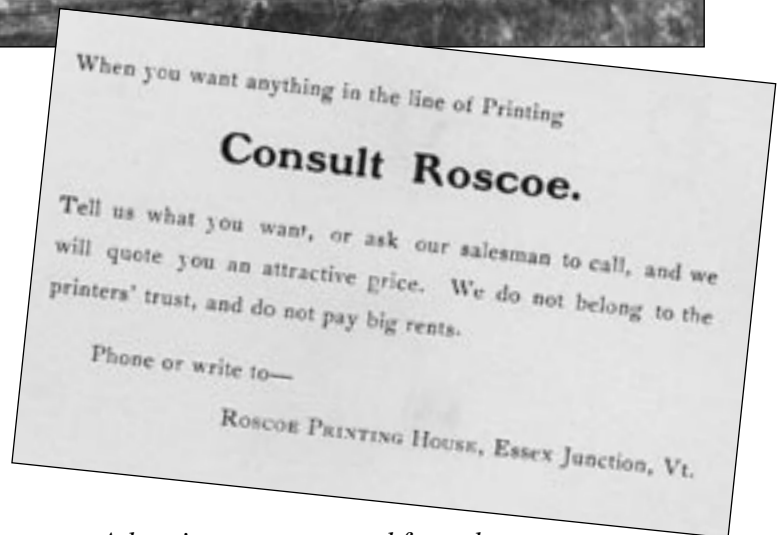 When you want anything in the line of Printing
Consult Roscoe.
Tell us what you want, or ask our salesman to call, and we
will quote you an attractive price. We do not belong to the
printers' trust, and do not pay big rents.
Phone or write to—
ROSCOE PRINTING HOUSE, Essex Junction, Vt.